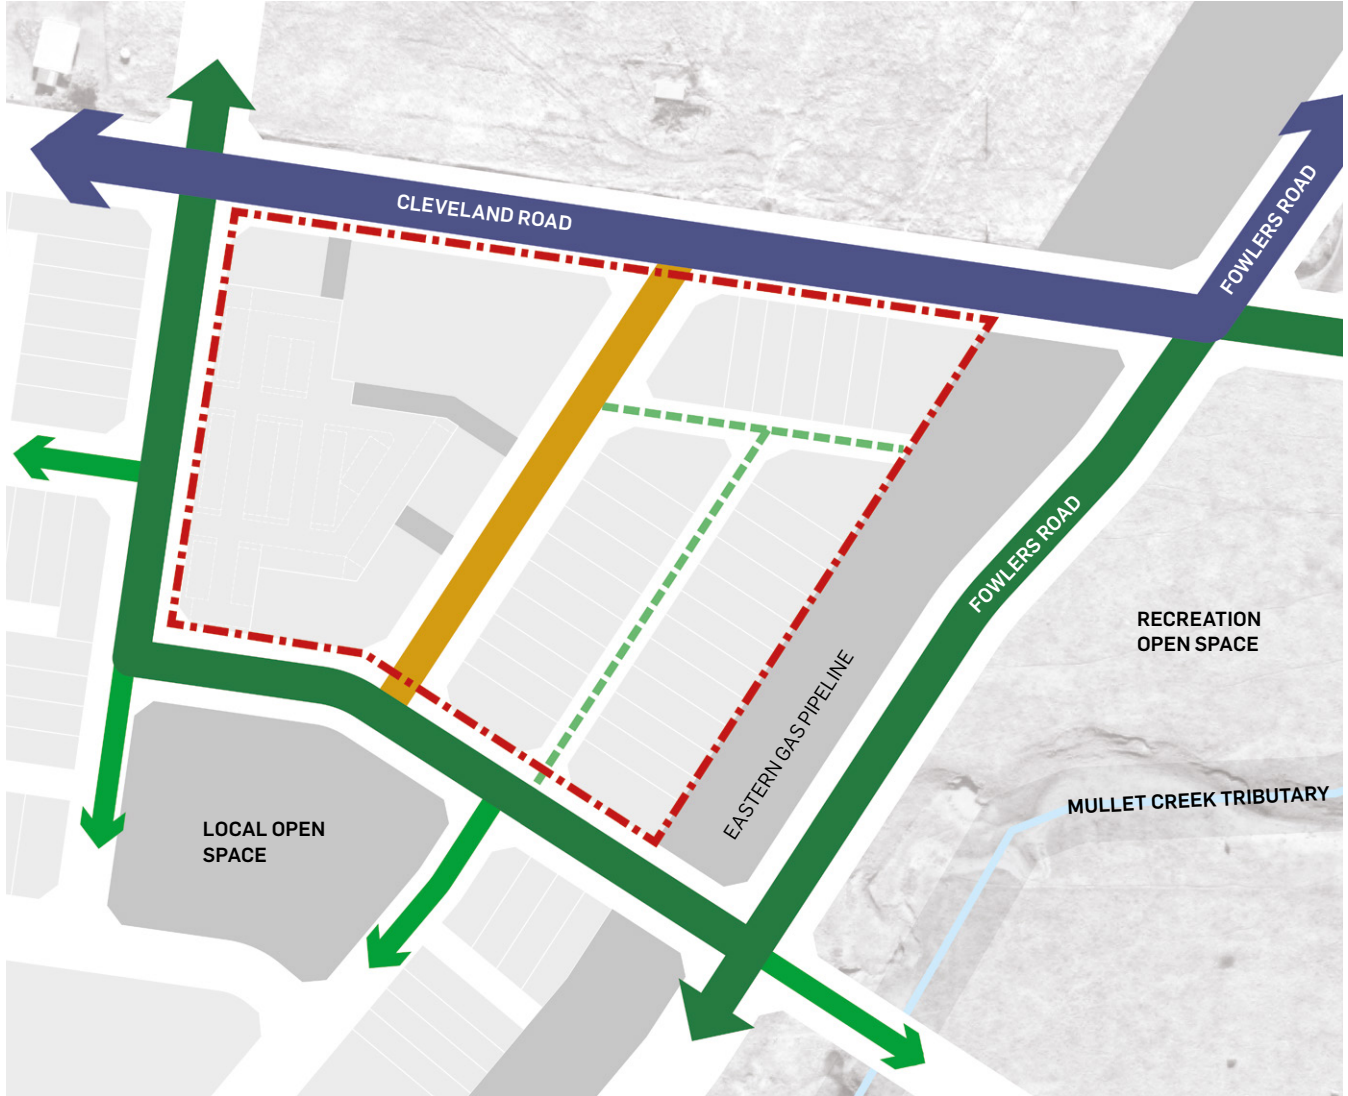 CLEVELAND ROAD
FOWLERS ROAD
FOWLERS ROAD
RECREATION
OPEN SPACE
EASTERN GAS PIPELINE
MULLET CREEK TRIBUTARY
LOCAL OPEN
SPACE